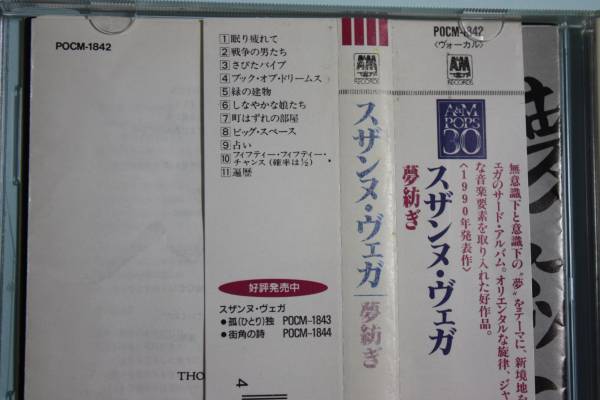 POCM-1842
1 眠り疲れて
2 戦争の男たち
3 さびたパイプ
4 ブック・オブ・ドリームス
5 緑の建物
6 しなやかな娘たち
7 町はずれの部屋
8 ビッグ・スペース
9 占い
10 フィフティー・フィフティー・
チャンス(確率は½)
11 遍歴
好評発売中
スザンヌ・ヴェガ
●孤(ひとり)独 POCM-1843
●街角の詩 POCM-1844
4
THO
A&M
RECORDS
スザンヌ・ヴェガ
夢紡ぎ
POCM-1842
〈ヴォーカル〉
A&M
RECORDS
A&M
POPS
30
無意識下と意識下の“夢”をテーマに、新境地を
ェガのサード・アルバム。オリエンタルな旋律、ジャ
な音楽要素を取り入れた好作品。
〈1990年発表作〉
スザンヌ・ヴェガ
夢紡ぎ